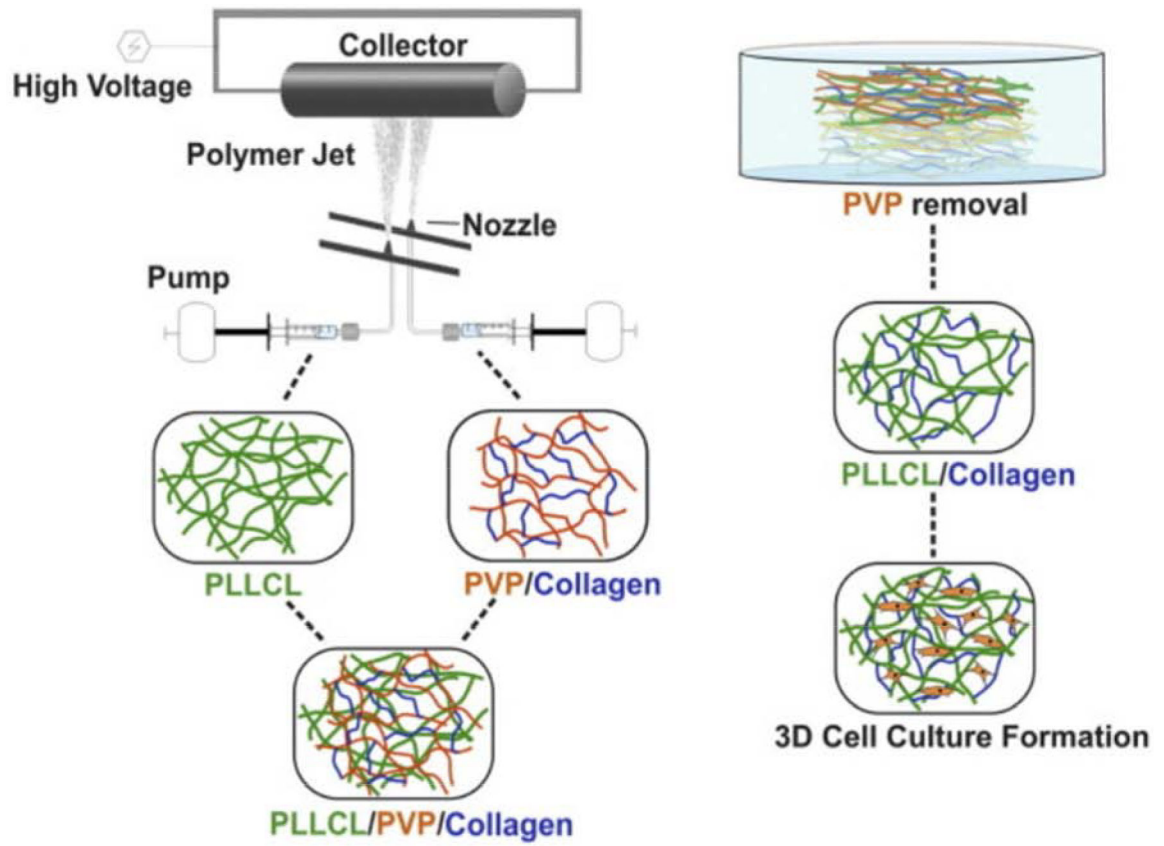 Collector
High Voltage
Polymer Jet
Nozzle
Pump
PLLCL
PVP/Collagen
PLLCL/PVP/Collagen
PVP removal
PLLCL/Collagen
3D Cell Culture Formation